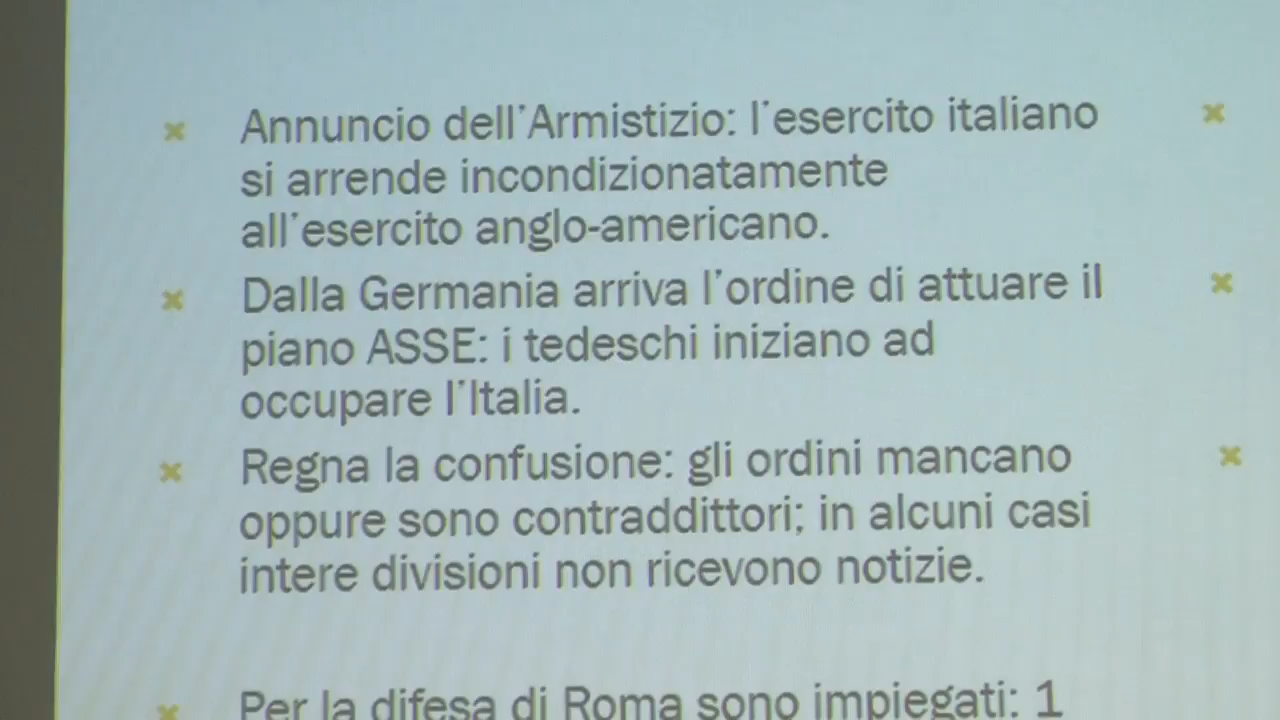 Annuncio dell'Armistizio: l'esercito italiano
si arrende incondizionatamente
all'esercito anglo-americano.
Dalla Germania arriva l'ordine di attuare il
piano ASSE: i tedeschi iniziano ad
occupare l'Italia.
Regna la confusione: gli ordini mancano
oppure sono contraddittori; in alcuni casi
intere divisioni non ricevono notizie.
Per la difesa di Roma sono impiegati: 1